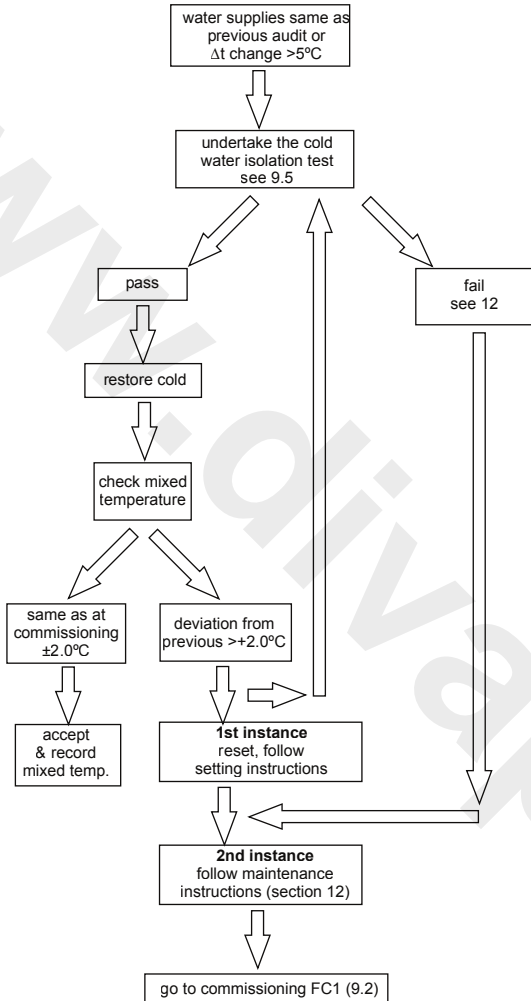 water supplies same as
previous audit or
Δt change >5ºC
undertake the cold
water isolation test
see 9.5
pass
fail
see 12
restore cold
check mixed
temperature
same as at
commissioning
±2.0ºC
deviation from
previous >+2.0ºC
accept
& record
mixed temp.
1st instance
reset, follow
setting instructions
2nd instance
follow maintenance
instructions (section 12)
go to commissioning FC1 (9.2)